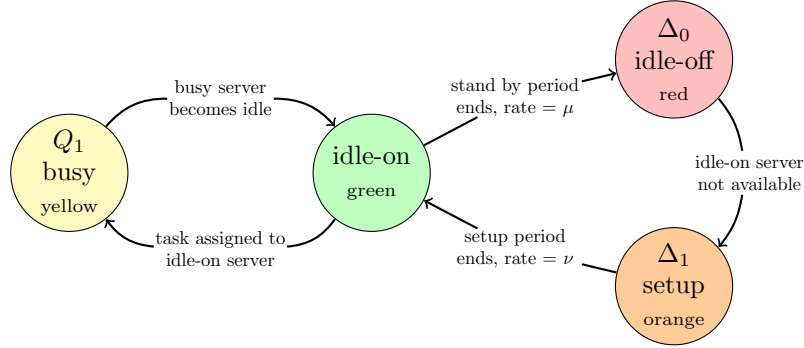 Q₁
busy
yellow
busy server
becomes idle
task assigned to
idle-on server
idle-on
green
stand by period
ends, rate = μ
setup period
ends, rate = ν
Δ₀
idle-off
red
idle-on server
not available
Δ₁
setup
orange